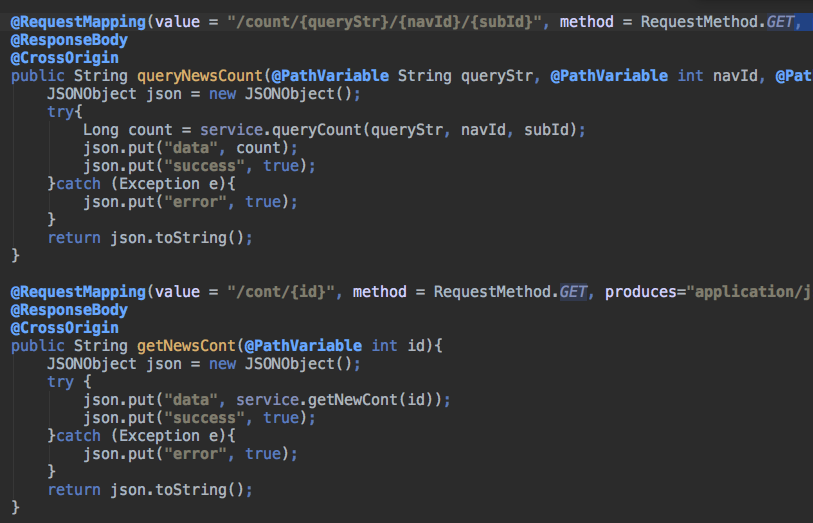 @RequestMapping(value = "/count/{queryStr}/{navId}/{subId}", method = RequestMethod.GET,
@ResponseBody
@CrossOrigin
public String queryNewsCount(@PathVariable String queryStr, @PathVariable int navId, @Pat
JSONObject json = new JSONObject();
try{
Long count = service.queryCount(queryStr, navId, subId);
json.put("data", count);
json.put("success", true);
}catch (Exception e){
json.put("error", true);
}
return json.toString();
}
@RequestMapping(value = "/cont/{id}", method = RequestMethod.GET, produces="application/j
@ResponseBody
@CrossOrigin
public String getNewsCont(@PathVariable int id){
JSONObject json = new JSONObject();
try {
json.put("data", service.getNewCont(id));
json.put("success", true);
}catch (Exception e){
json.put("error", true);
}
return json.toString();
}